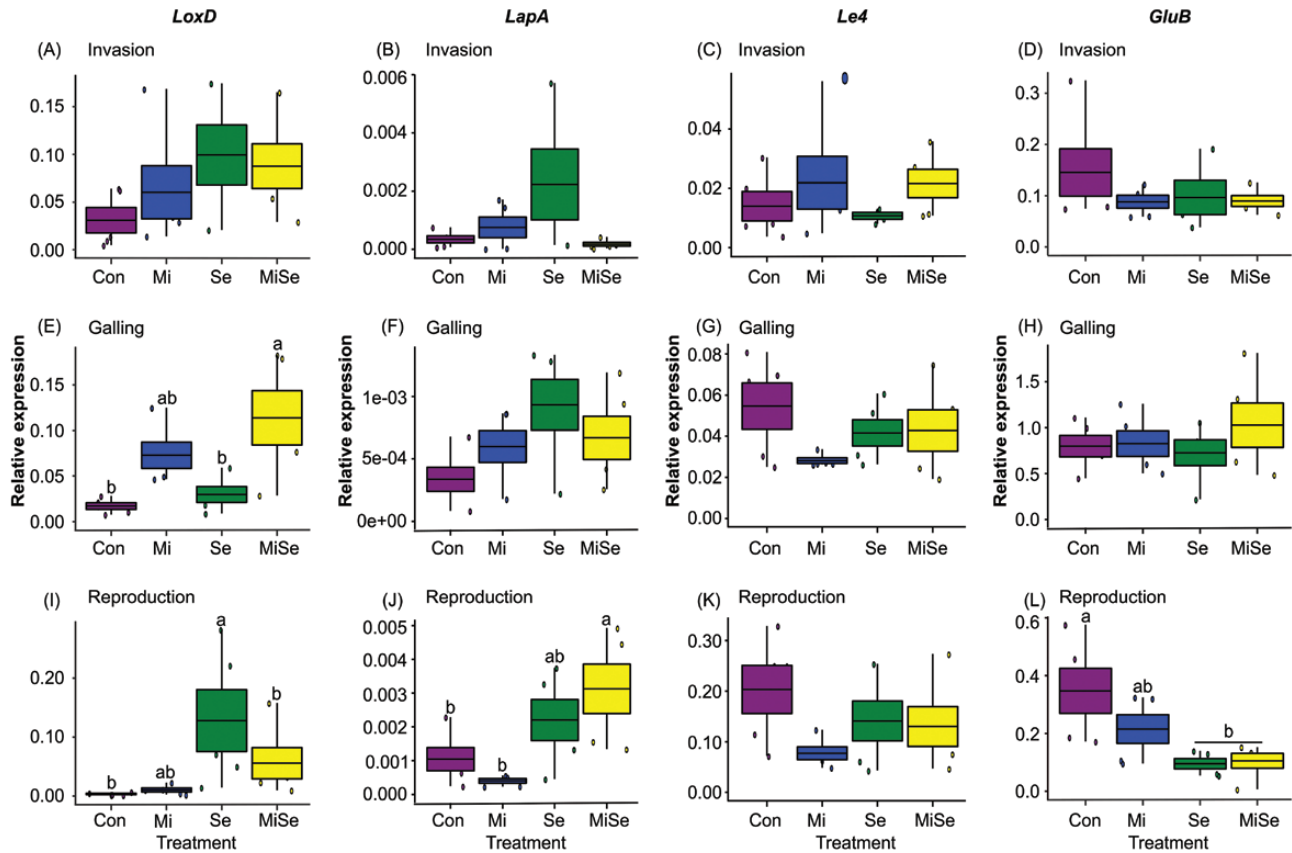 LoxD LapA Le4 GluB
(A) Invasion (B) Invasion (C) Invasion (D) Invasion
0.15 0.006 0.04 0.3
0.10 0.004 0.02 0.2
0.05 0.002 0.00 0.1
0.00 0.000 0.0
Con Mi Se MiSe Con Mi Se MiSe Con Mi Se MiSe Con Mi Se MiSe
(E) Galling (F) Galling (G) Galling (H) Galling
Relative expression Relative expression Relative expression Relative expression
0.15 1e-03 0.08 1.5
0.10 5e-04 0.06 1.0
0.05 0e+00 0.04 0.5
0.00 0.02 0.0
0.00
b ab b a
Con Mi Se MiSe Con Mi Se MiSe Con Mi Se MiSe Con Mi Se MiSe
(I) Reproduction (J) Reproduction (K) Reproduction (L) Reproduction
0.20 0.005 0.30 0.6
0.10 0.004 0.20 0.4
0.00 0.003 0.10 0.2
0.002 0.00 0.0
0.001
0.000
b ab a b b b ab a a ab b
Con Mi Se MiSe Con Mi Se MiSe Con Mi Se MiSe Con Mi Se MiSe
Treatment Treatment Treatment Treatment